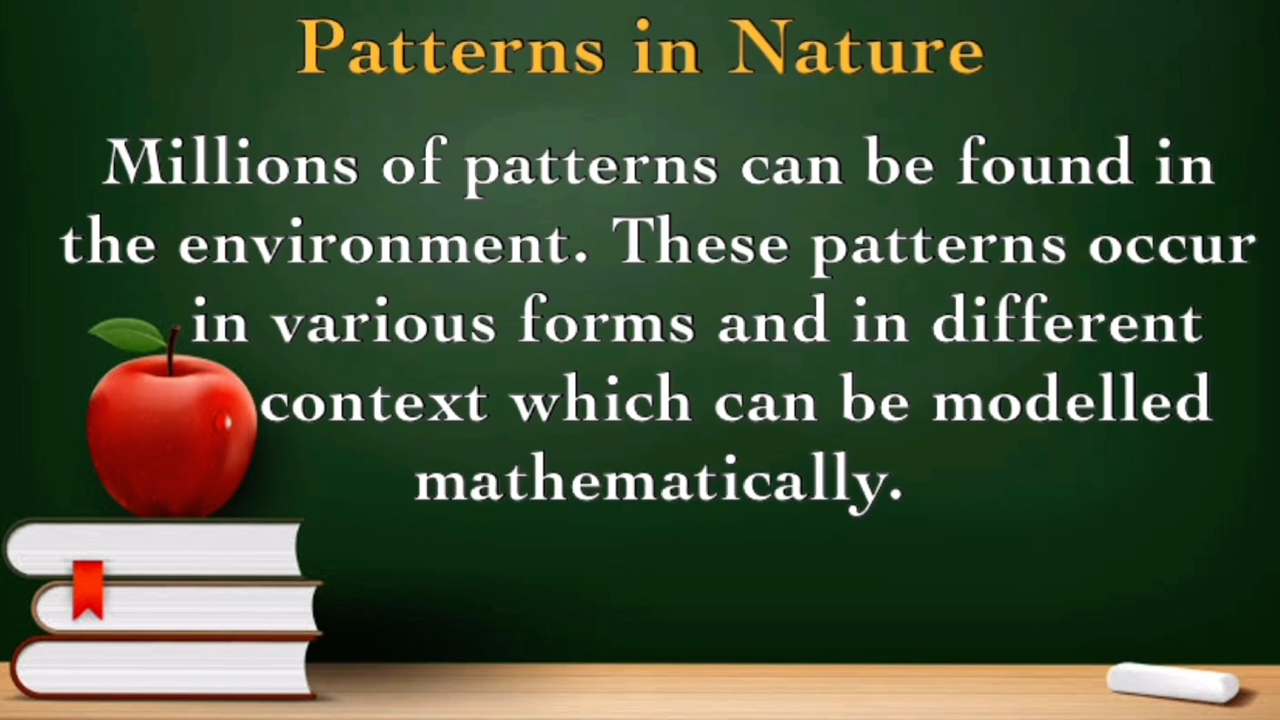 Patterns in Nature
Millions of patterns can be found in
the environment. These patterns occur
in various forms and in different
context which can be modelled
mathematically.